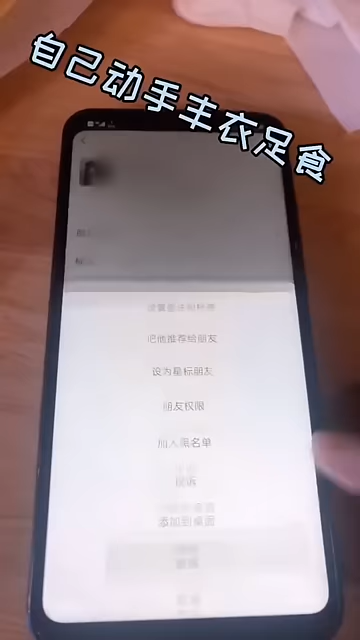 自己动手丰衣足食
设置备注和标签
把他推荐给朋友
设为星标朋友
朋友权限
加入黑名单
投诉
添加到桌面